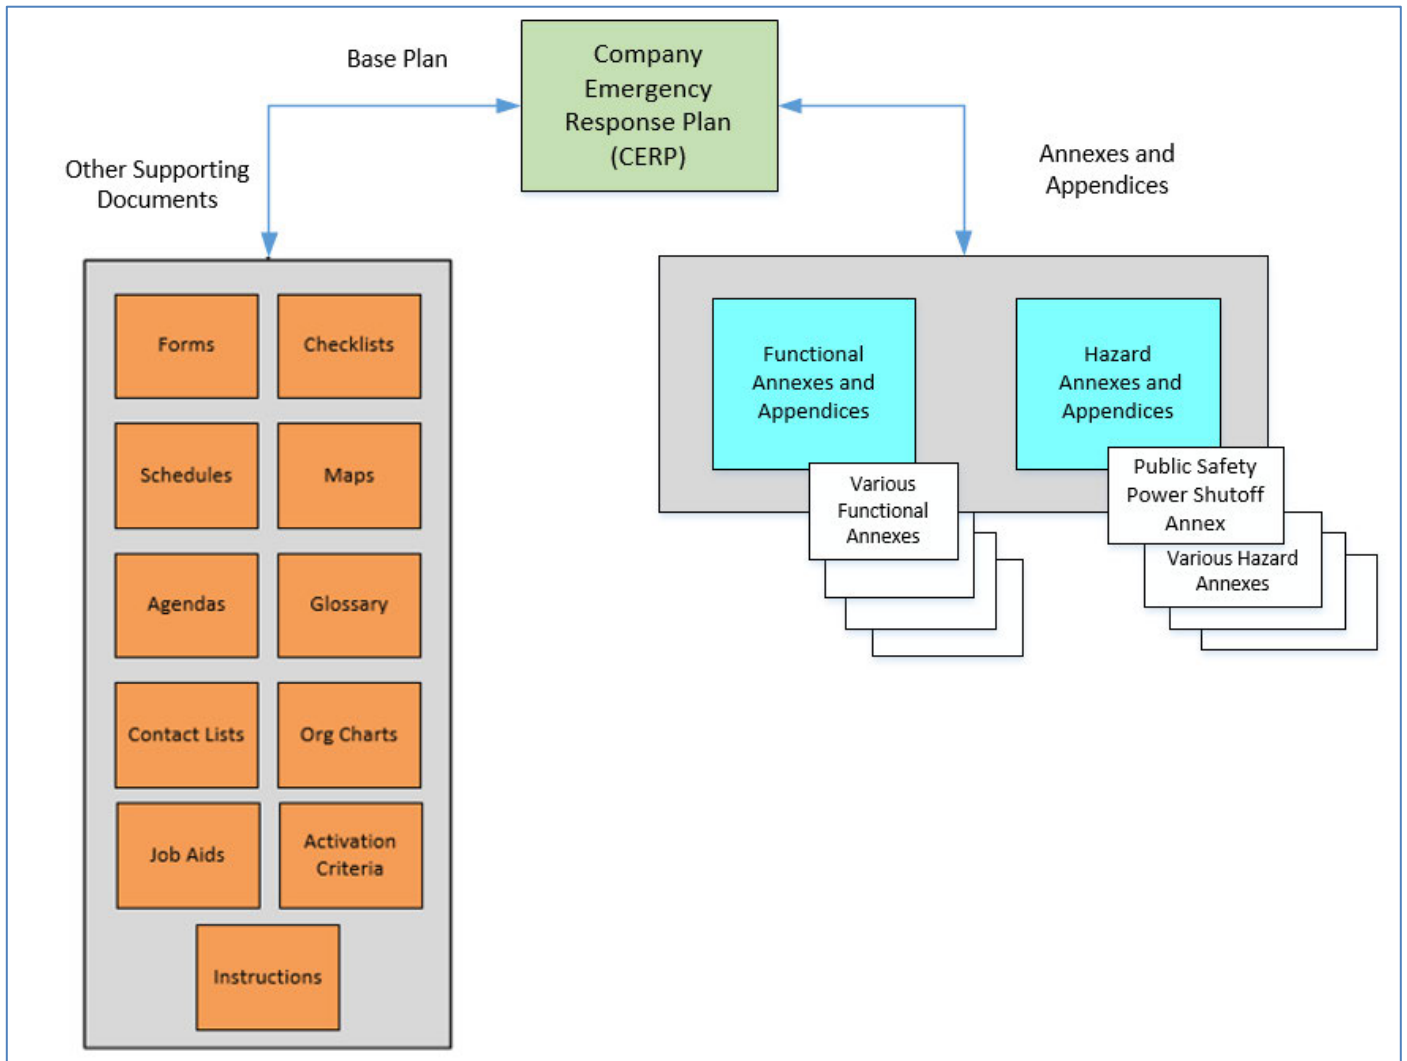 Base Plan
Company
Emergency
Response Plan
(CERP)
Other Supporting
Documents
Annexes and
Appendices
Forms
Checklists
Schedules
Maps
Agendas
Glossary
Contact Lists
Org Charts
Job Aids
Activation
Criteria
Instructions
Functional
Annexes and
Appendices
Various
Functional
Annexes
Hazard
Annexes and
Appendices
Public Safety
Power Shutoff
Annex
Various Hazard
Annexes